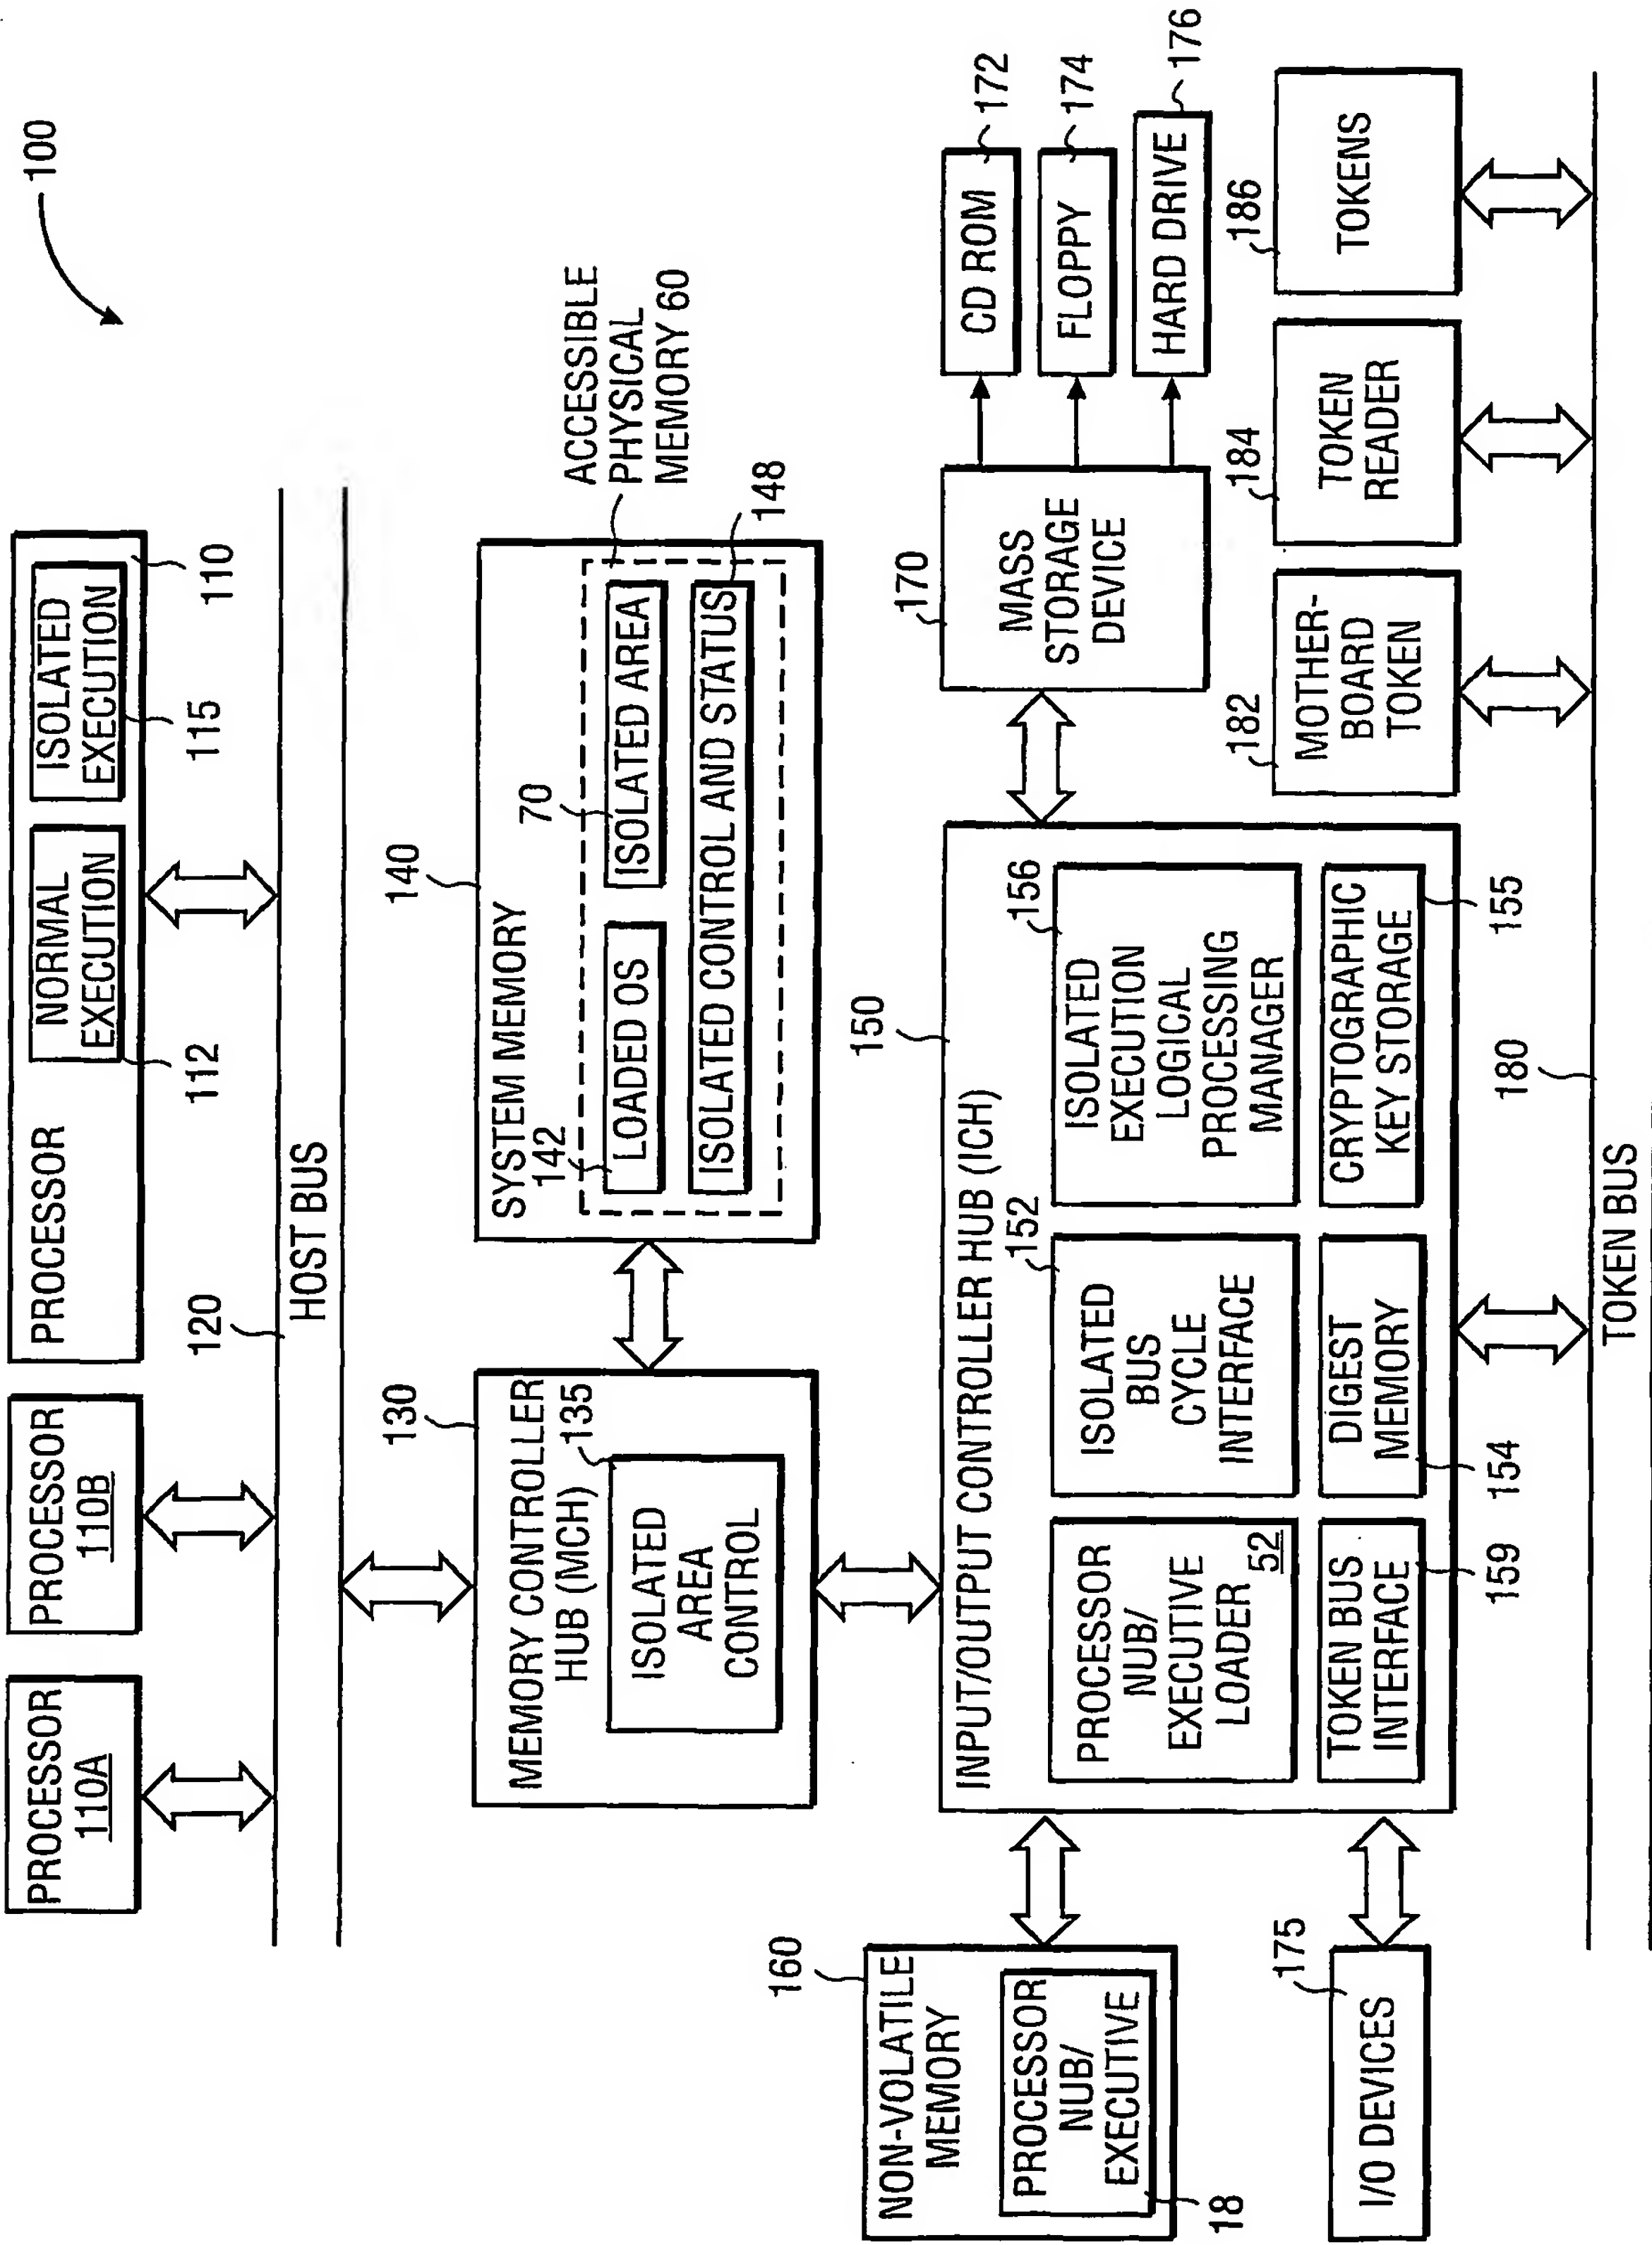 100
PROCESSOR
110A
PROCESSOR
110B
PROCESSOR
NORMAL
EXECUTION
112
ISOLATED
EXECUTION
115
110
120
HOST BUS
130
MEMORY CONTROLLER
HUB (MCH)
135
ISOLATED
AREA
CONTROL
140
SYSTEM MEMORY
142
LOADED OS
70
ISOLATED AREA
ISOLATED CONTROL AND STATUS
148
ACCESSIBLE
PHYSICAL
MEMORY 60
160
NON-VOLATILE
MEMORY
PROCESSOR
NUB/
EXECUTIVE
18
175
I/O DEVICES
150
INPUT/OUTPUT CONTROLLER HUB (ICH)
PROCESSOR
NUB/
EXECUTIVE
LOADER
52
152
ISOLATED
BUS
CYCLE
INTERFACE
156
ISOLATED
EXECUTION
LOGICAL
PROCESSING
MANAGER
TOKEN BUS
INTERFACE
159
DIGEST
MEMORY
154
CRYPTOGRAPHIC
KEY STORAGE
155
170
MASS
STORAGE
DEVICE
CD ROM
172
FLOPPY
174
HARD DRIVE
176
182
MOTHER-
BOARD
TOKEN
184
TOKEN
READER
186
TOKENS
180
TOKEN BUS